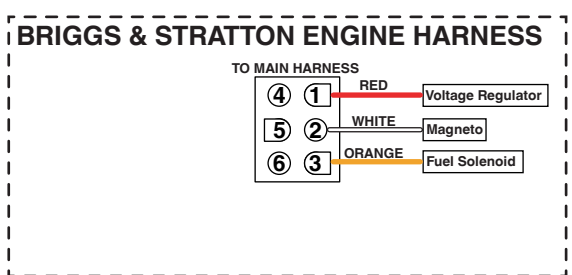 BRIGGS & STRATTON ENGINE HARNESS
TO MAIN HARNESS
4 1 RED Voltage Regulator
5 2 WHITE Magneto
6 3 ORANGE Fuel Solenoid